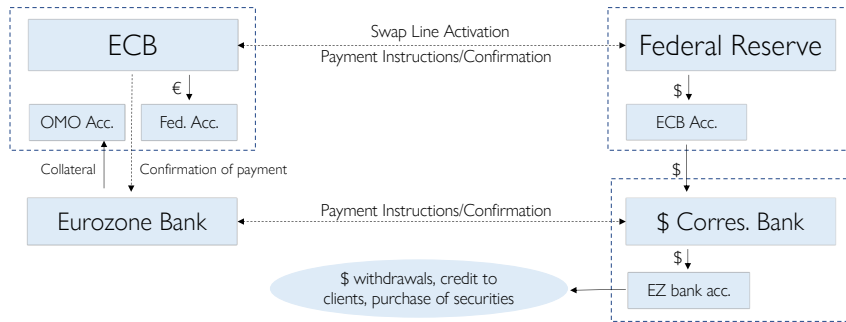 ECB
Swap Line Activation
Federal Reserve
Payment Instructions/Confirmation
€
$
OMO Acc.
Fed. Acc.
ECB Acc.
Collateral
Confirmation of payment
$
Eurozone Bank
Payment Instructions/Confirmation
$ Corres. Bank
$
$ withdrawals, credit to
clients, purchase of securities
EZ bank acc.